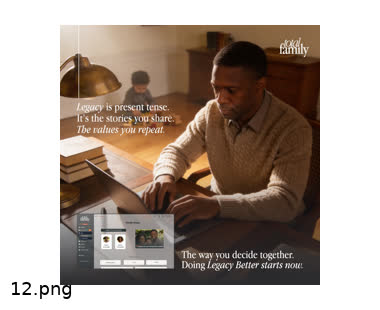 total
family
Legacy is present tense.
It's the stories you share.
The values you repeat.
The way you decide together.
Doing Legacy Better starts now.
12.png